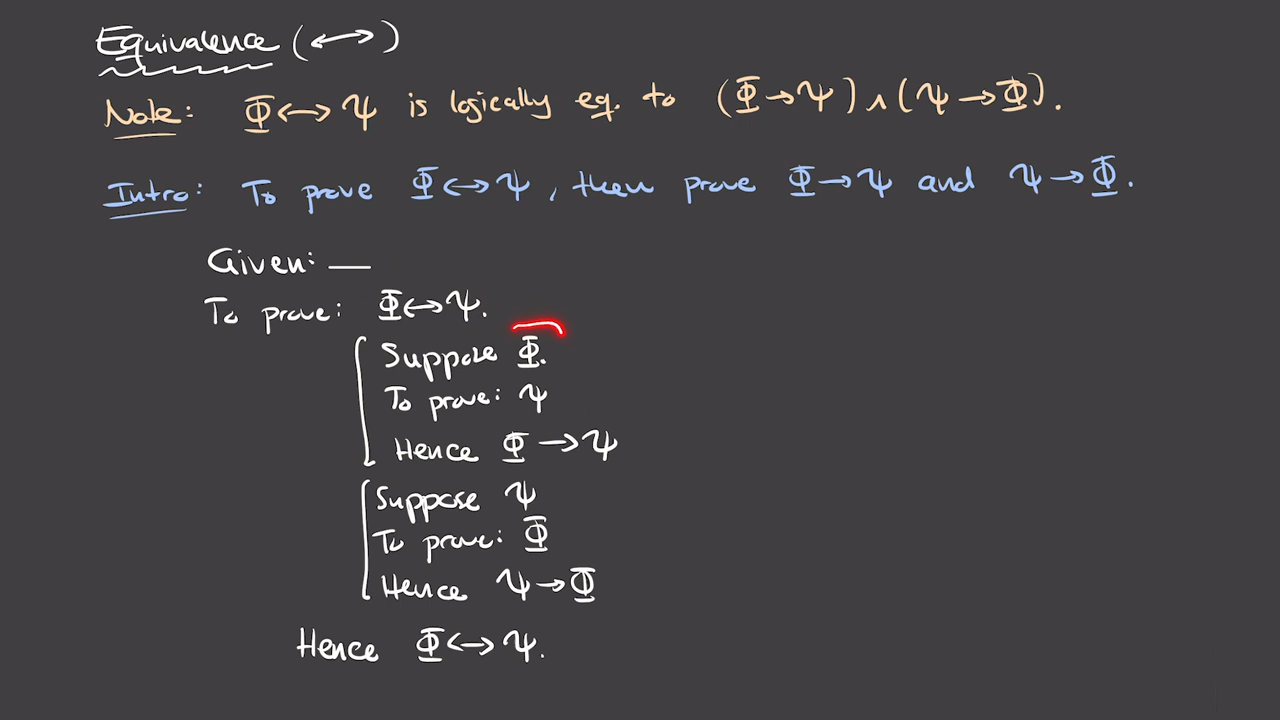 Equivalence (↔)
Note: Φ ↔ Ψ is logically eq. to (Φ → Ψ) ∧ (Ψ → Φ).
Intro: To prove Φ ↔ Ψ, then prove Φ → Ψ and Ψ → Φ.
Given: —
To prove: Φ ↔ Ψ.
Suppose Φ.
To prove: Ψ
Hence Φ → Ψ
Suppose Ψ
To prove: Φ
Hence Ψ → Φ
Hence Φ ↔ Ψ.